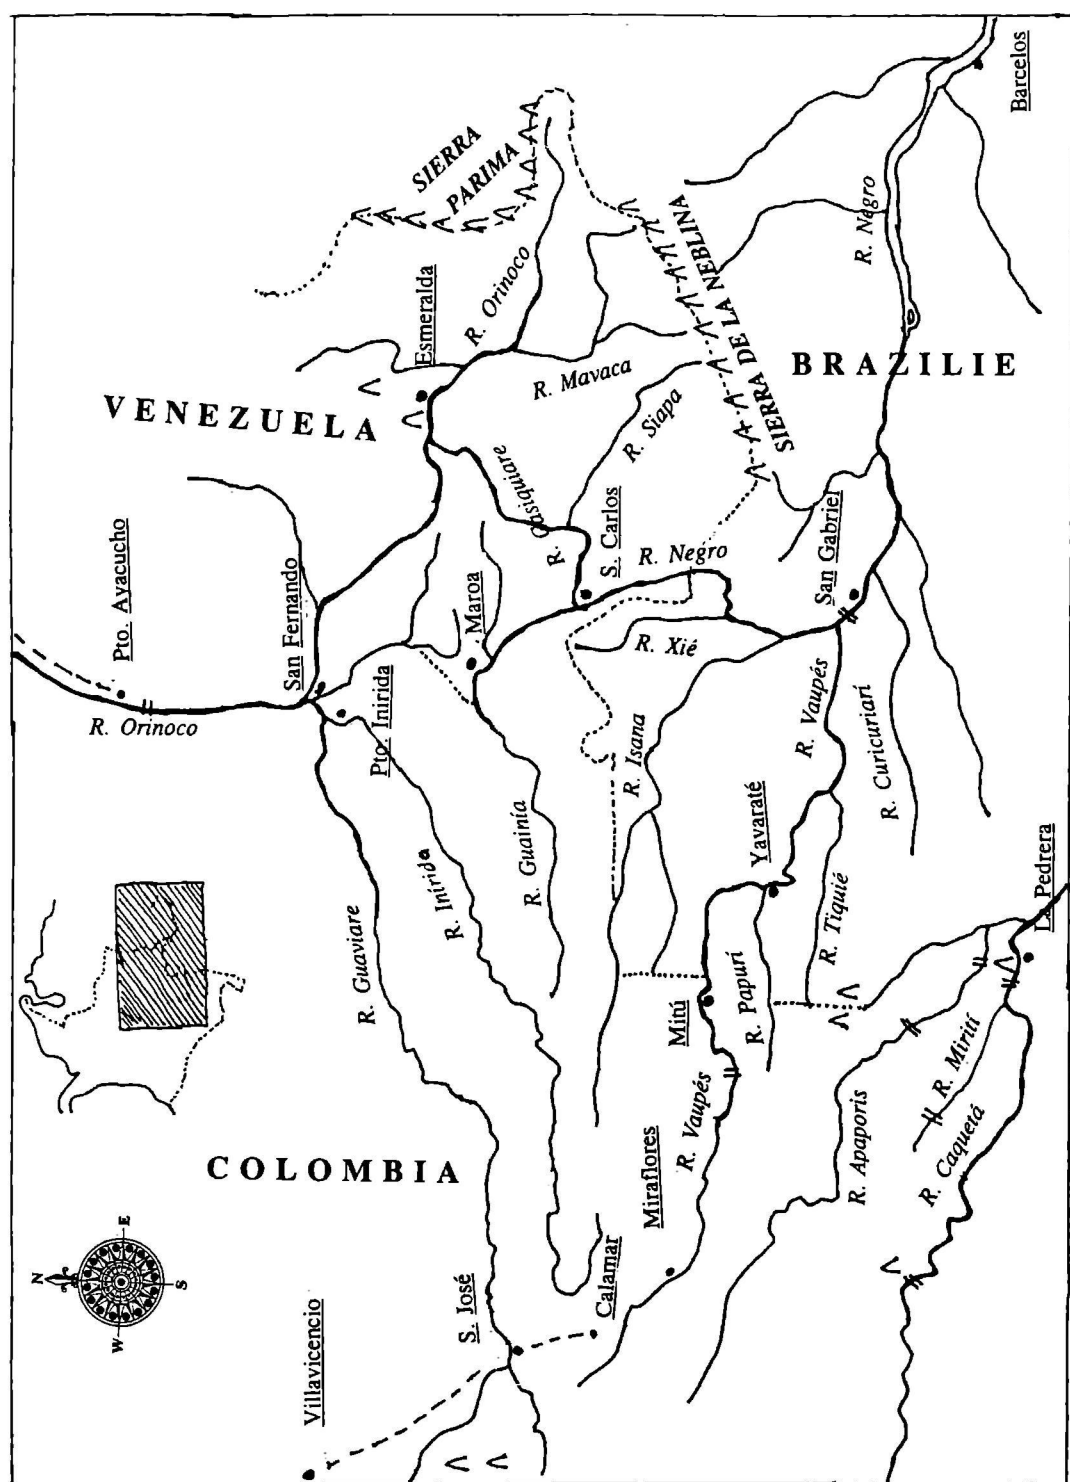 N
E
S
W
VENEZUELA
COLOMBIA
BRAZILIE
SIERRA
PARIMA
SIERRA DE LA NEBLINA
Barcelos
R. Negro
Esmeralda
R. Orinoco
R. Mavaca
R. Siapa
R. Casiquiare
S. Carlos
R. Negro
San Gabriel
Pto. Ayacucho
R. Orinoco
San Fernando
Maroa
Pto. Inirida
R. Xié
R. Isana
R. Vaupés
R. Curicuriarí
R. Guaviare
R. Inirida
R. Guainía
Yavaraté
R. Tiquié
La Pedrera
Mitú
R. Papurí
R. Miriti
R. Vaupés
Miraflores
R. Apaporis
R. Caquetá
S. José
Calamar
Villavicencio